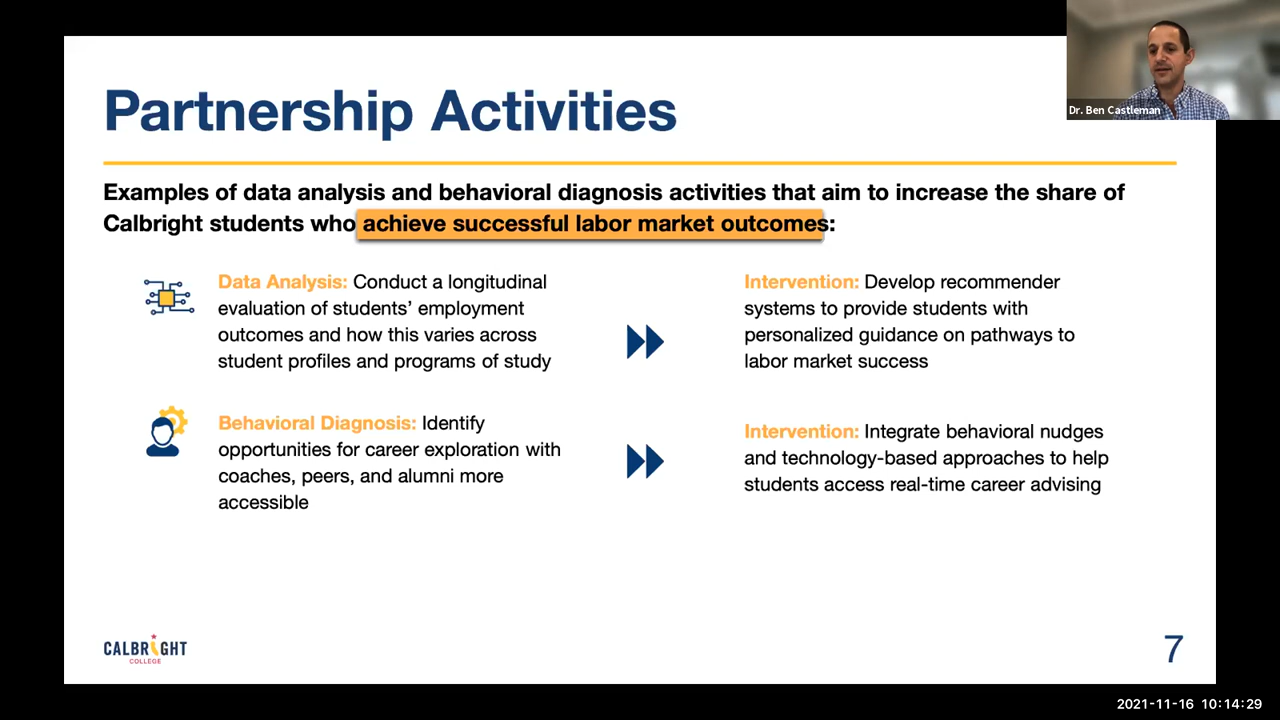 Partnership Activities
Dr. Ben Castleman
Examples of data analysis and behavioral diagnosis activities that aim to increase the share of
Calbright students who achieve successful labor market outcomes:
Data Analysis: Conduct a longitudinal
evaluation of students’ employment
outcomes and how this varies across
student profiles and programs of study
Intervention: Develop recommender
systems to provide students with
personalized guidance on pathways to
labor market success
Behavioral Diagnosis: Identify
opportunities for career exploration with
coaches, peers, and alumni more
accessible
Intervention: Integrate behavioral nudges
and technology-based approaches to help
students access real-time career advising
CALBRIGHT
COLLEGE
7
2021-11-16 10:14:29